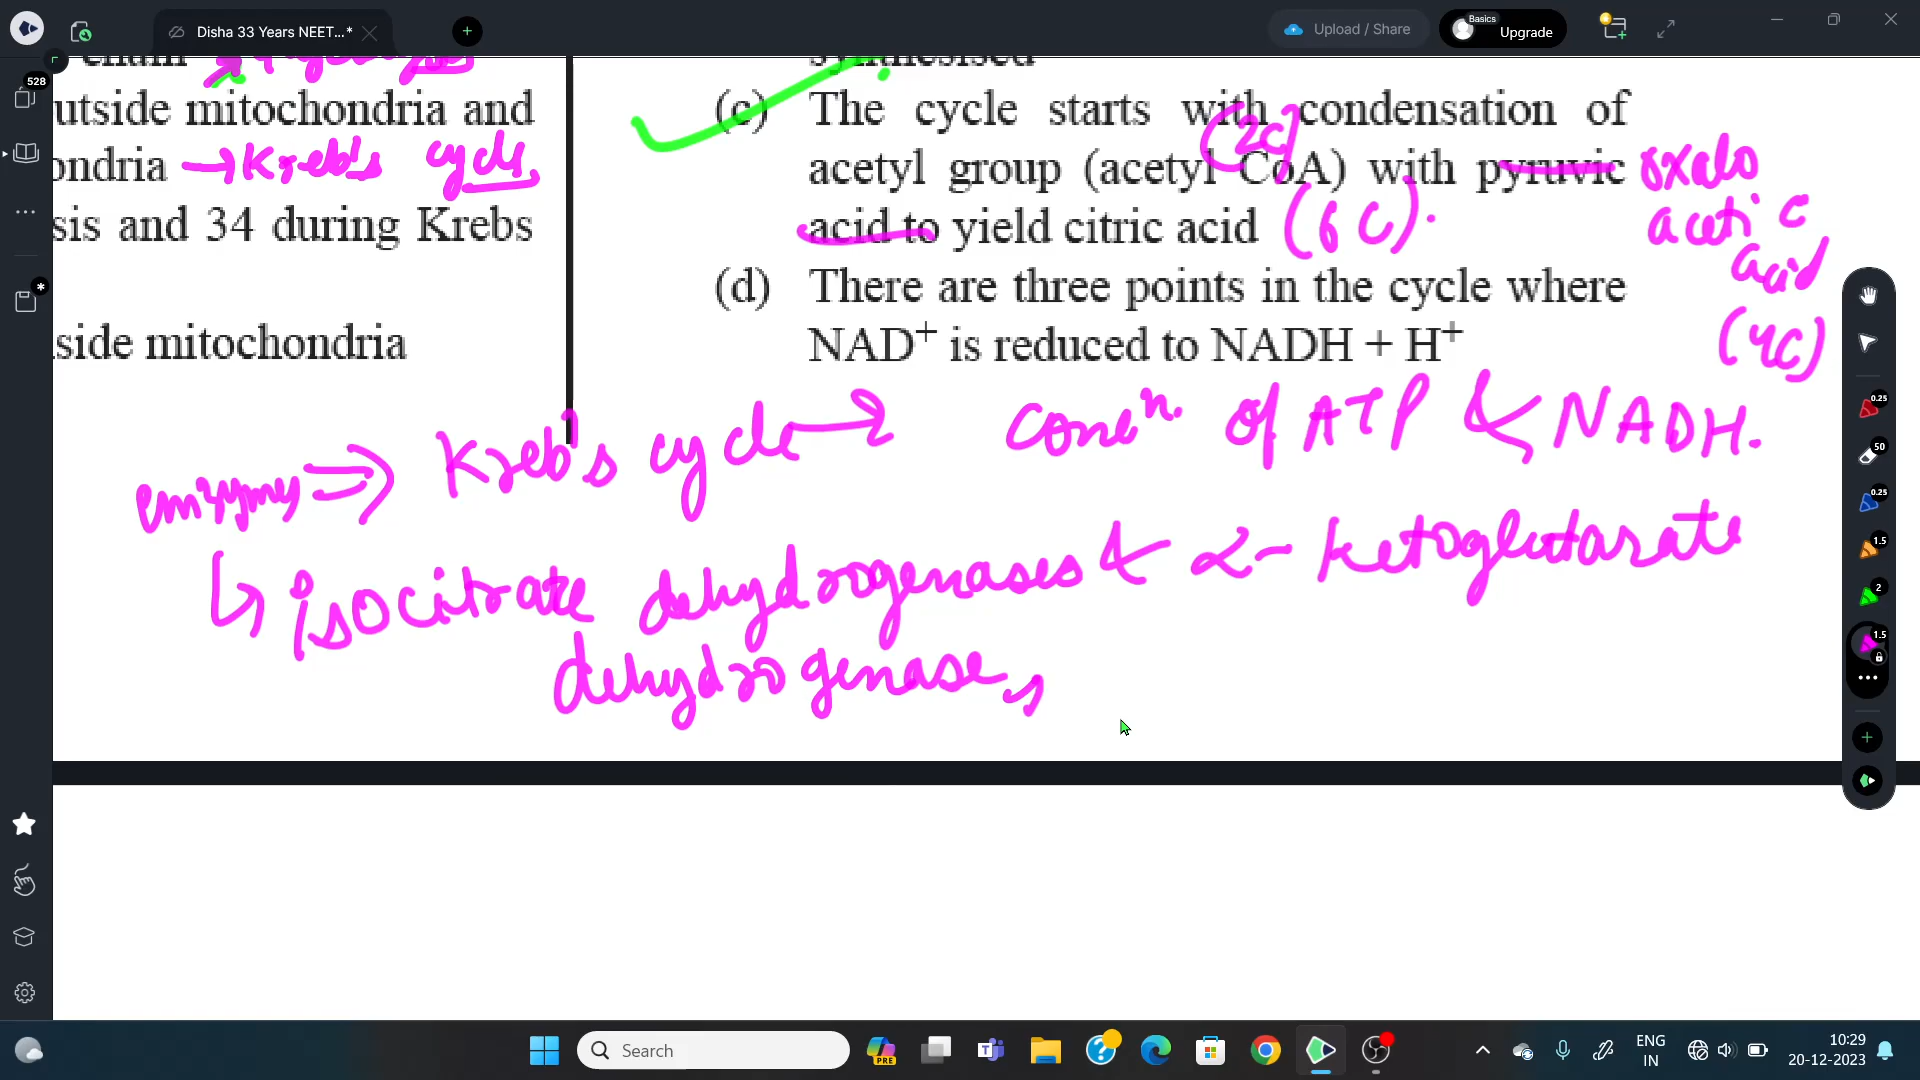 Disha 33 Years NEET...*
Upload / Share
Basics
Upgrade
528
utside mitochondria and
ondria → Kreb's cycle
sis and 34 during Krebs
side mitochondria
synthesised
(c) The cycle starts with condensation of
(2C)
acetyl group (acetyl CoA) with pyruvic
acid to yield citric acid (6C).
oxalo
acetic
acid
(4C)
(d) There are three points in the cycle where
NAD+ is reduced to NADH + H+
enzymes ⇒ Kreb's cycle → concn. of ATP & NADH.
↳ isocitrate dehydrogenases & α- ketoglutarate
dehydrogenase,
0.25
50
0.25
1.5
2
1.5
Search
PRE
ENG
IN
10:29
20-12-2023